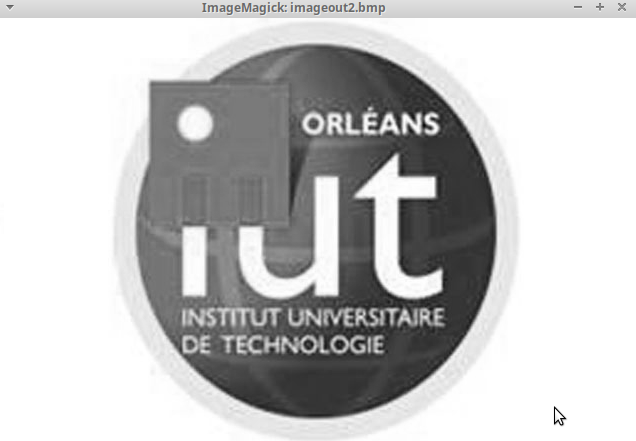 ImageMagick: imageout2.bmp
ORLÉANS
iut
INSTITUT UNIVERSITAIRE
DE TECHNOLOGIE